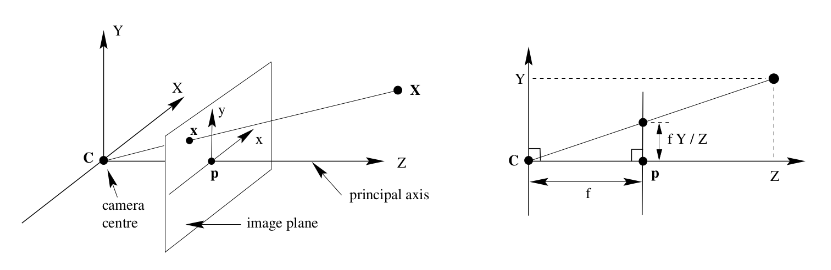 Y
X
X
x
y
x
C
Z
p
principal axis
camera
centre
image plane
Y
f Y / Z
C
p
Z
f